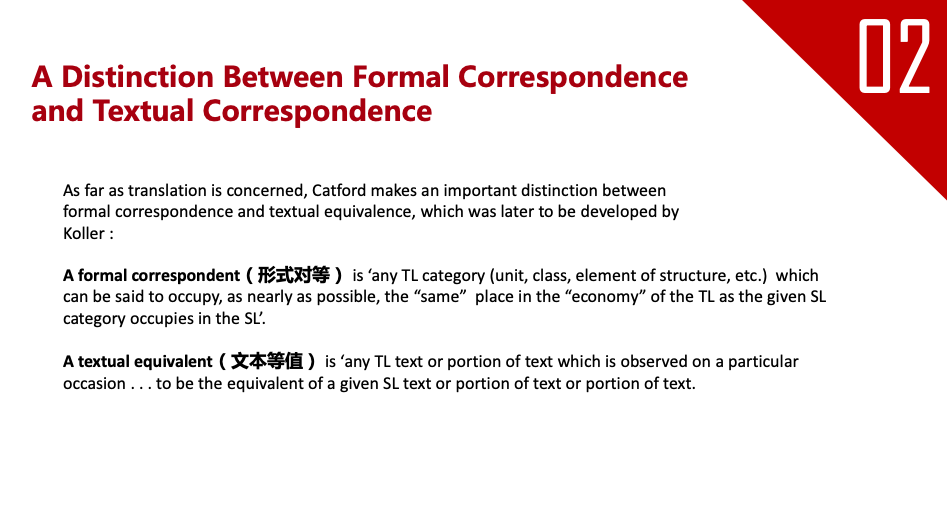 02
A Distinction Between Formal Correspondence
and Textual Correspondence
As far as translation is concerned, Catford makes an important distinction between
formal correspondence and textual equivalence, which was later to be developed by
Koller :
A formal correspondent（形式对等） is ‘any TL category (unit, class, element of structure, etc.)  which
can be said to occupy, as nearly as possible, the “same”  place in the “economy” of the TL as the given SL
category occupies in the SL’.
A textual equivalent（文本等值） is ‘any TL text or portion of text which is observed on a particular
occasion . . . to be the equivalent of a given SL text or portion of text or portion of text.